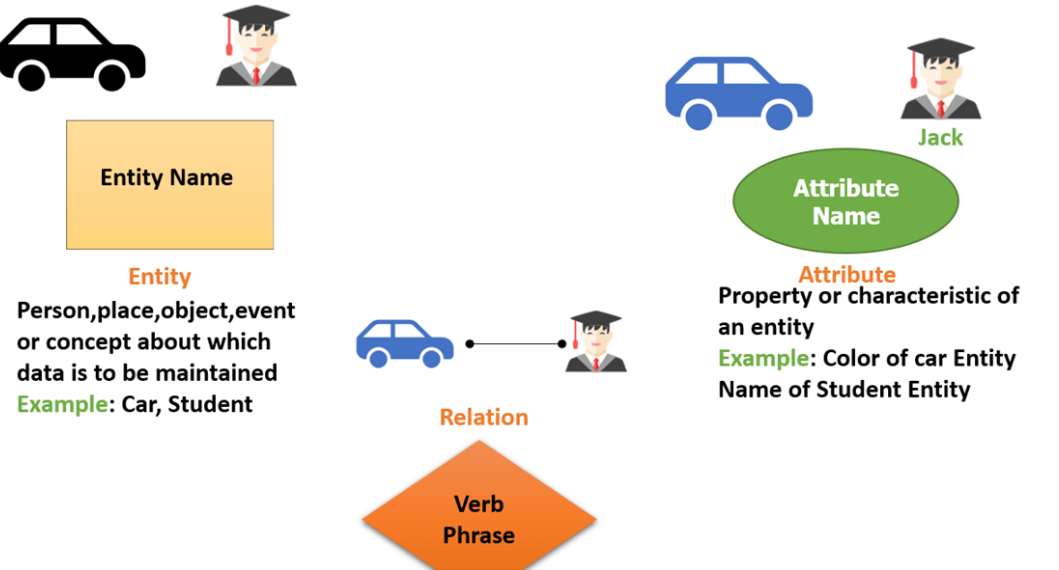 Entity Name
Entity
Person,place,object,event
or concept about which
data is to be maintained
Example: Car, Student
Relation
Verb
Phrase
Jack
Attribute
Name
Attribute
Property or characteristic of
an entity
Example: Color of car Entity
Name of Student Entity